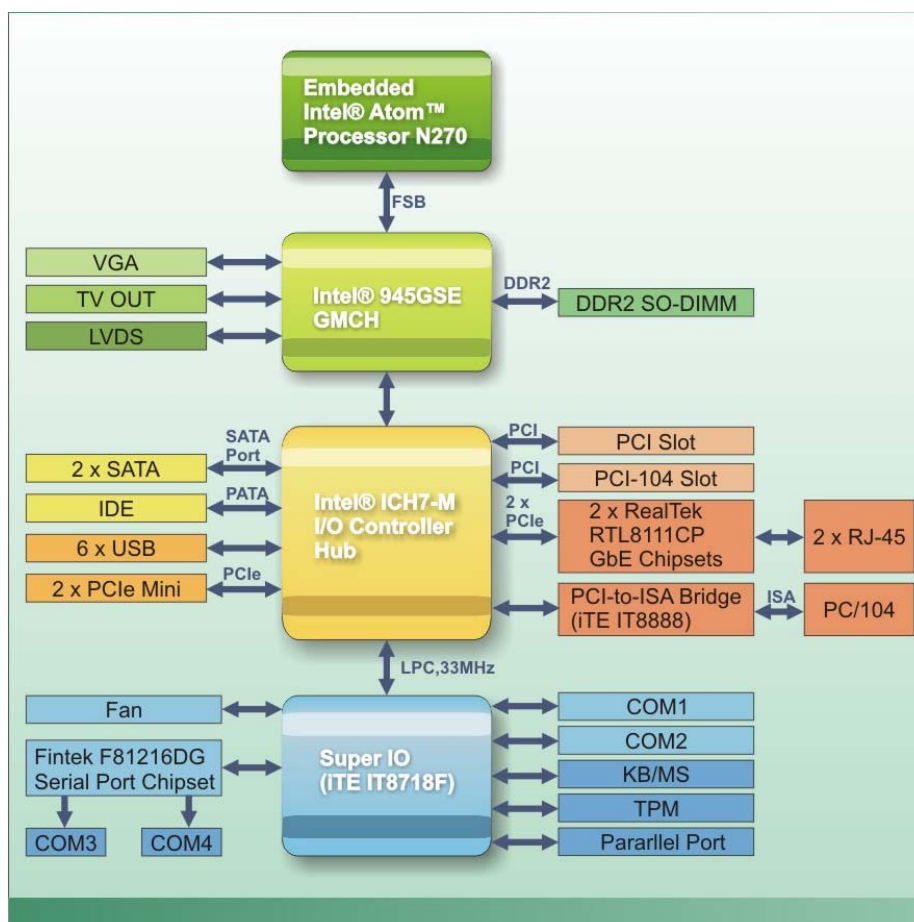 Embedded
Intel® Atom™
Processor N270
FSB
VGA
TV OUT
LVDS
Intel® 945GSE
GMCH
DDR2
DDR2 SO-DIMM
SATA
Port
2 x SATA
PATA
IDE
6 x USB
PCIe
2 x PCIe Mini
Intel® ICH7-M
I/O Controller
Hub
PCI
PCI Slot
PCI
PCI-104 Slot
2 x
PCIe
2 x RealTek
RTL8111CP
GbE Chipsets
2 x RJ-45
PCI-to-ISA Bridge
(iTE IT8888)
ISA
PC/104
LPC,33MHz
Fan
Fintek F81216DG
Serial Port Chipset
COM3
COM4
Super IO
(iTE IT8718F)
COM1
COM2
KB/MS
TPM
Pararllel Port